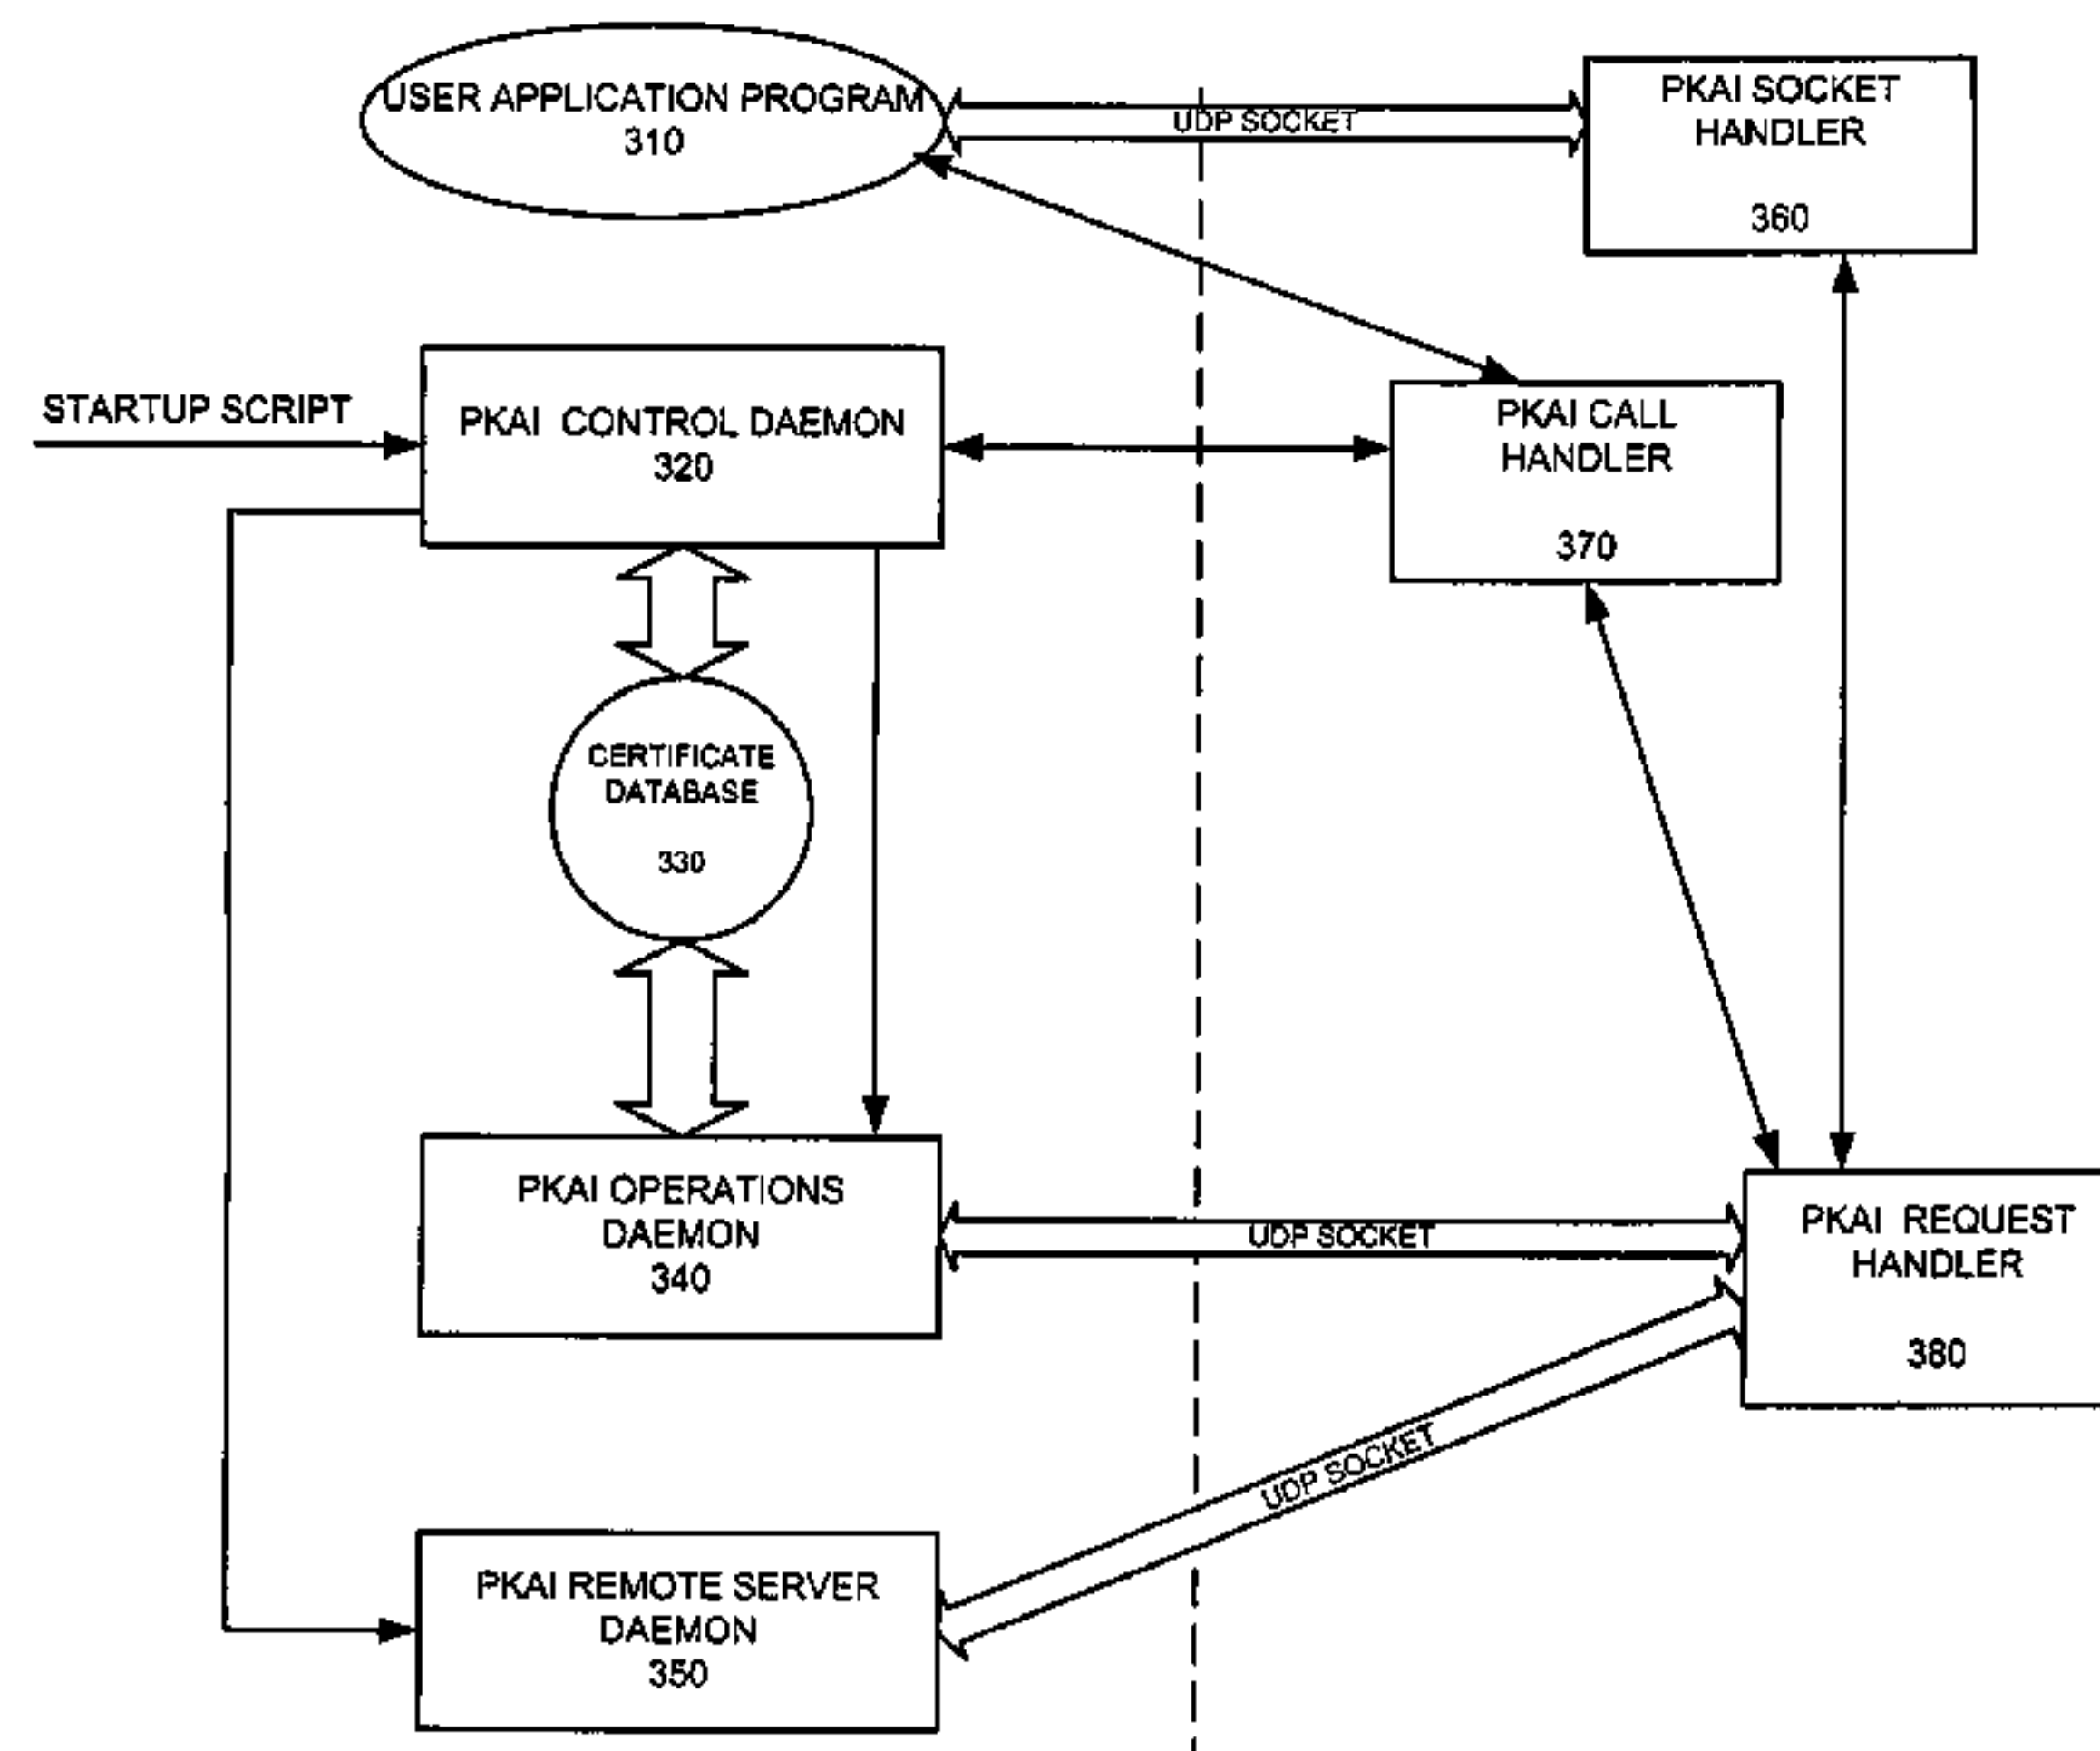 USER APPLICATION PROGRAM
310
UDP SOCKET
PKAI SOCKET
HANDLER
360
STARTUP SCRIPT
PKAI CONTROL DAEMON
320
PKAI CALL
HANDLER
370
CERTIFICATE
DATABASE
330
PKAI OPERATIONS
DAEMON
340
UDP SOCKET
PKAI REQUEST
HANDLER
380
UDP SOCKET
PKAI REMOTE SERVER
DAEMON
350